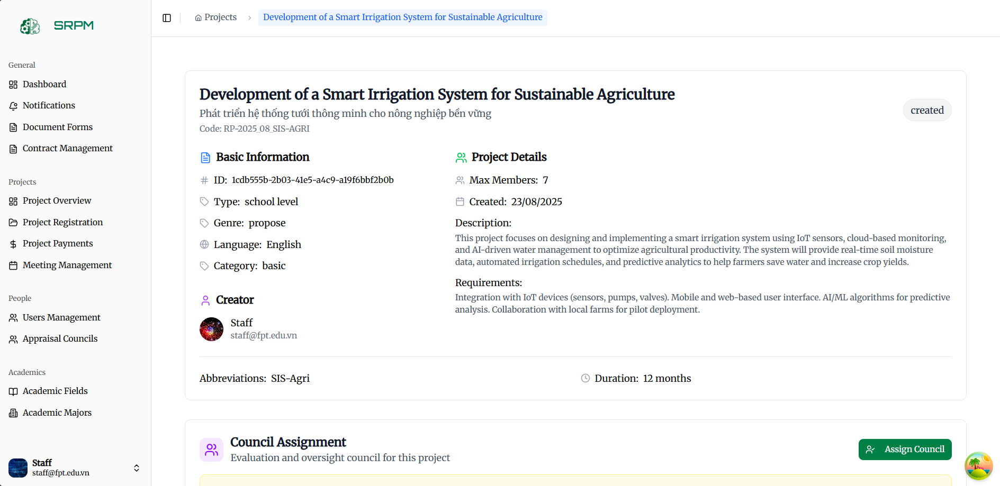 SRPM
General
Dashboard
Notifications
Document Forms
Contract Management
Projects
Project Overview
Project Registration
Project Payments
Meeting Management
People
Users Management
Appraisal Councils
Academics
Academic Fields
Academic Majors
Staff
staff@fpt.edu.vn
Projects
Development of a Smart Irrigation System for Sustainable Agriculture
Development of a Smart Irrigation System for Sustainable Agriculture
Phát triển hệ thống tưới thông minh cho nông nghiệp bền vững
Code: RP-2025_08_SIS-AGRI
created
Basic Information
ID: 1cdb555b-2b03-41e5-a4c9-a19f6bbf2b0b
Type: school level
Genre: propose
Language: English
Category: basic
Creator
Staff
staff@fpt.edu.vn
Project Details
Max Members: 7
Created: 23/08/2025
Description:
This project focuses on designing and implementing a smart irrigation system using IoT sensors, cloud-based monitoring,
and AI-driven water management to optimize agricultural productivity. The system will provide real-time soil moisture
data, automated irrigation schedules, and predictive analytics to help farmers save water and increase crop yields.
Requirements:
Integration with IoT devices (sensors, pumps, valves). Mobile and web-based user interface. AI/ML algorithms for predictive
analysis. Collaboration with local farms for pilot deployment.
Abbreviations: SIS-Agri
Duration: 12 months
Council Assignment
Evaluation and oversight council for this project
Assign Council